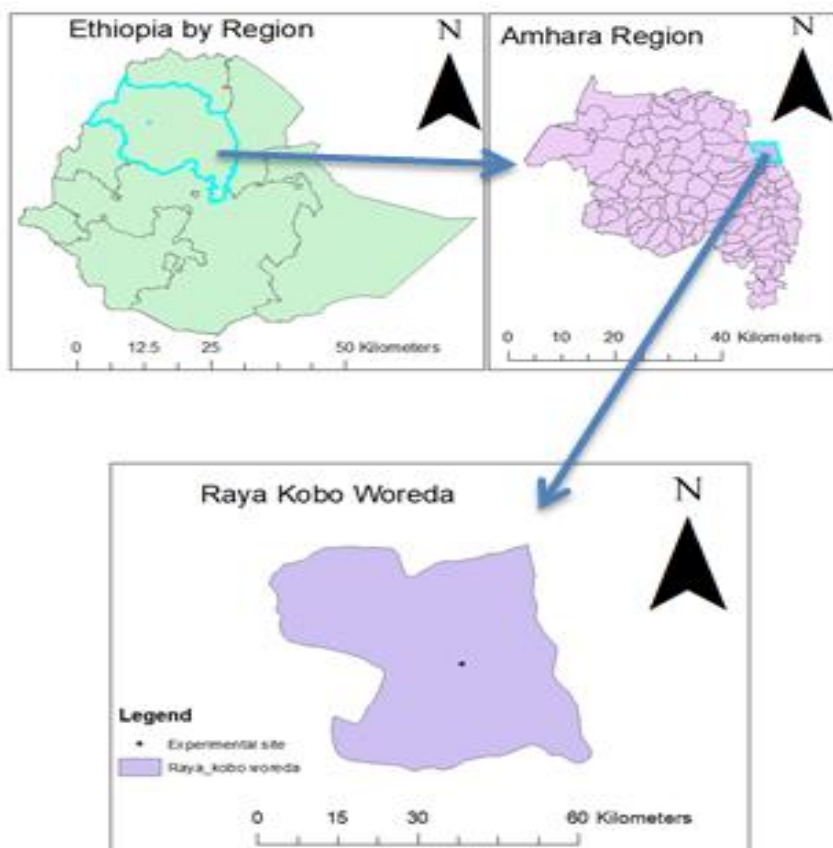 Ethiopia by Region
N
0 12.5 25 50 Kilometers
Amhara Region
N
0 10 20 40 Kilometers
Raya Kobo Woreda
N
Legend
Experimental site
Raya_kobo woreda
0 15 30 60 Kilometers